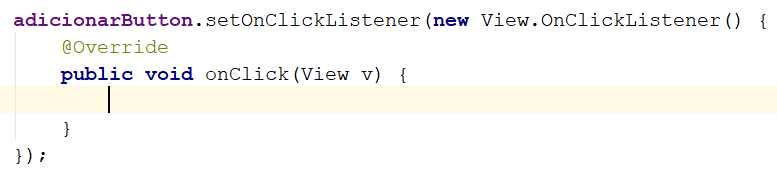 adicionarButton.setOnClickListener(new View.OnClickListener() {
    @Override
    public void onClick(View v) {
    }
});